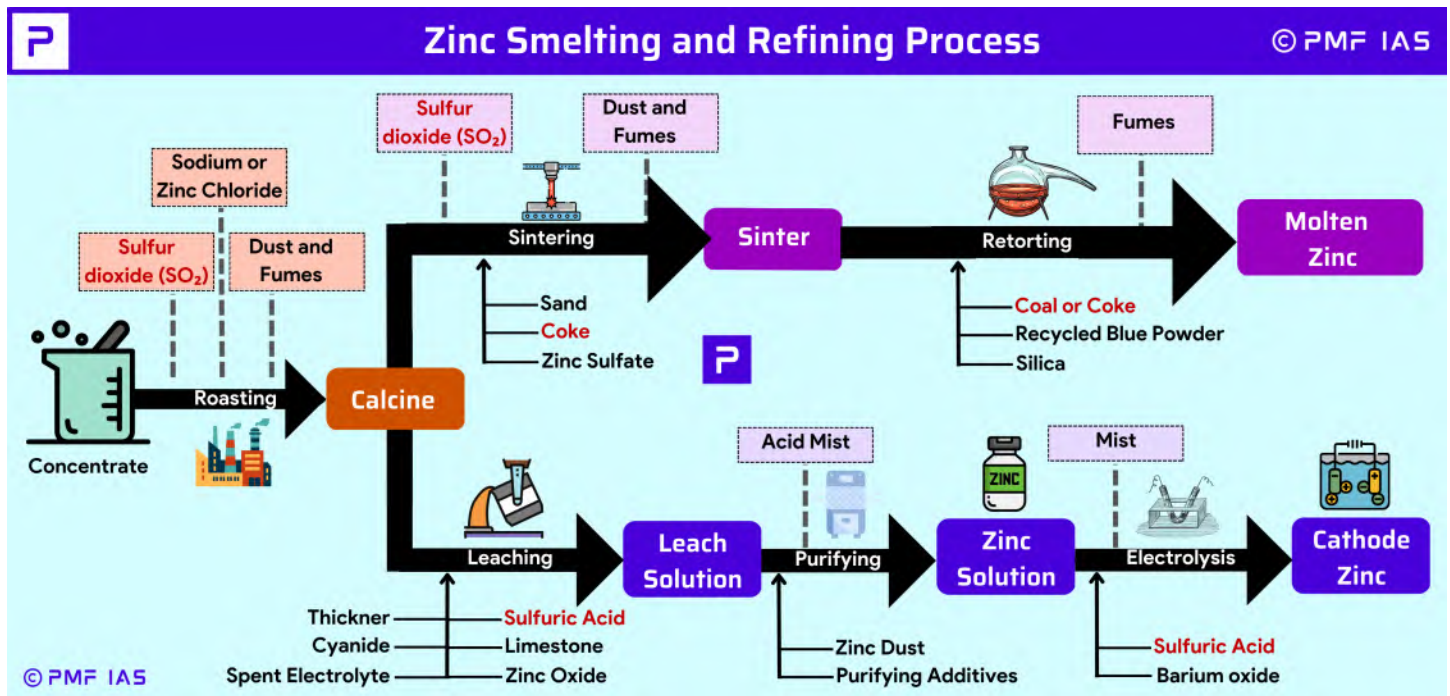 P
Zinc Smelting and Refining Process
© PMF IAS
Sulfur
dioxide (SO₂)
Dust and
Fumes
Fumes
Sodium or
Zinc Chloride
Sulfur
dioxide (SO₂)
Dust and
Fumes
Sintering
Sinter
Retorting
Molten
Zinc
Sand
Coke
Zinc Sulfate
Coal or Coke
Recycled Blue Powder
Silica
P
Roasting
Calcine
Concentrate
Acid Mist
ZINC
Mist
Leaching
Leach
Solution
Purifying
Zinc
Solution
Electrolysis
Cathode
Zinc
Thickner
Cyanide
Spent Electrolyte
Sulfuric Acid
Limestone
Zinc Oxide
Zinc Dust
Purifying Additives
Sulfuric Acid
Barium oxide
© PMF IAS